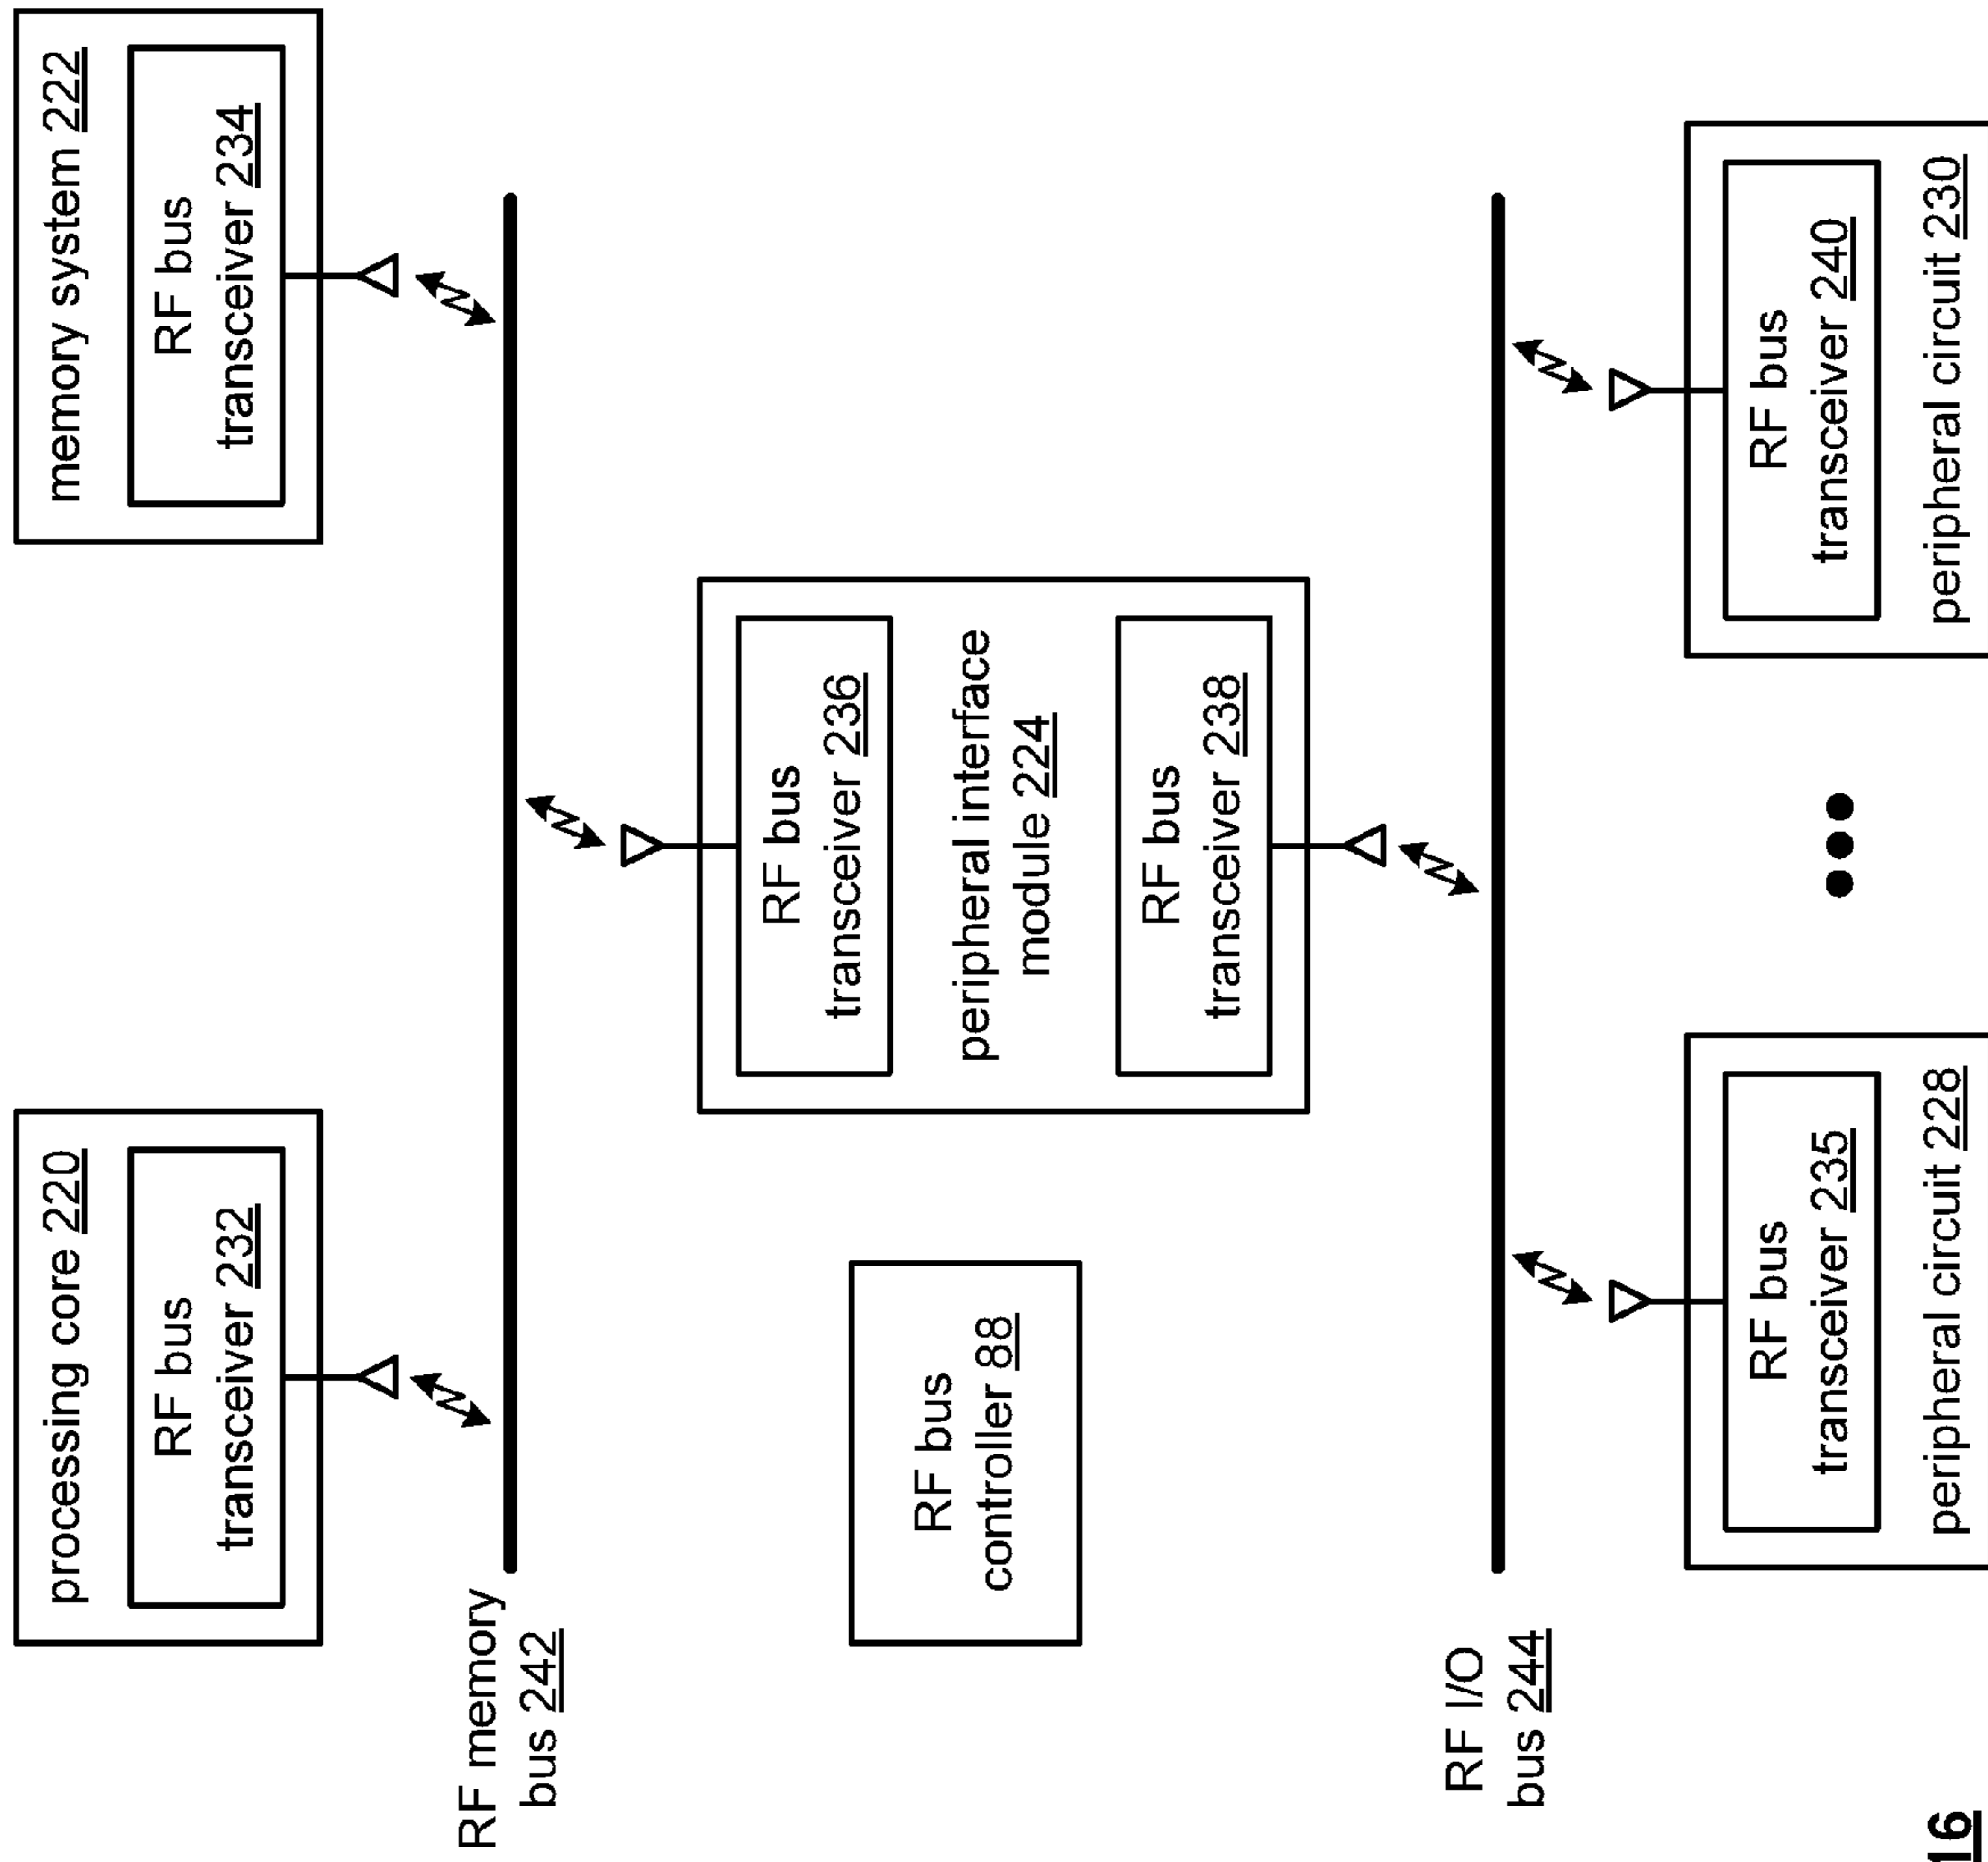 processing core 220
RF bus
transceiver 232
memory system 222
RF bus
transceiver 234
RF memory
bus 242
RF bus
transceiver 236
peripheral interface
module 224
RF bus
transceiver 238
RF bus
controller 88
RF I/O
bus 244
RF bus
transceiver 235
peripheral circuit 228
RF bus
transceiver 240
peripheral circuit 230
16